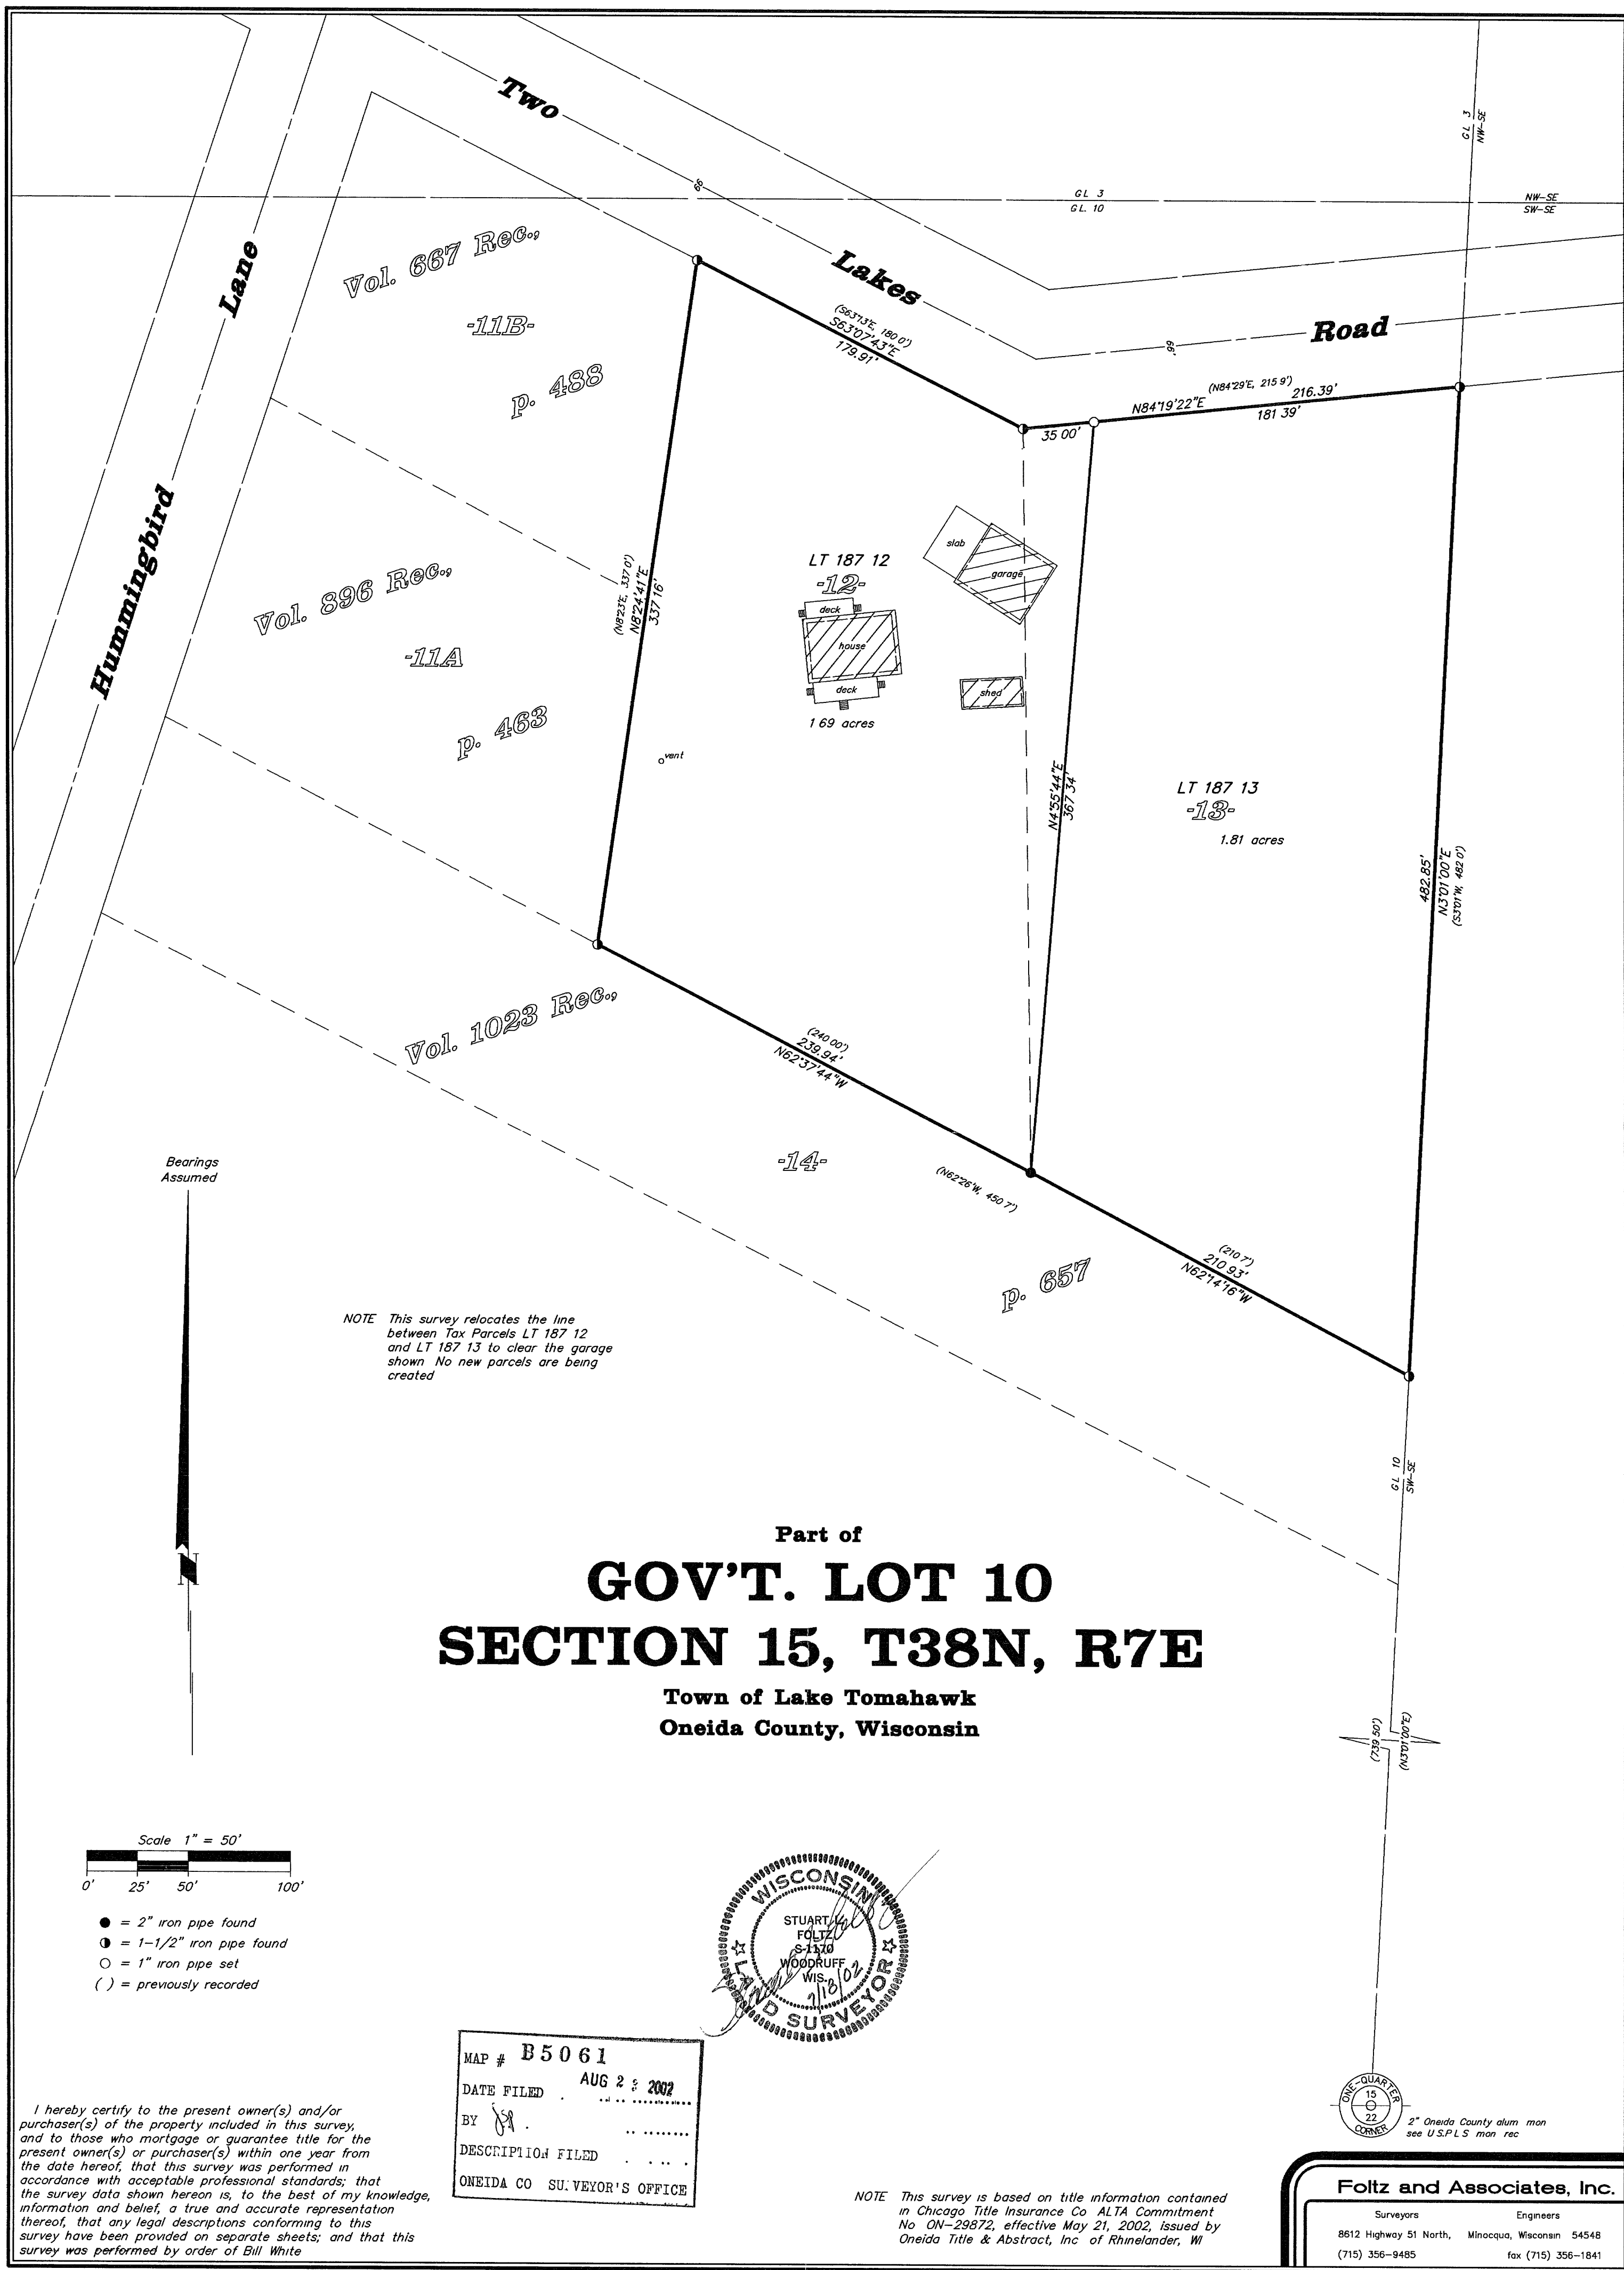 Two
Lakes
Road
66'
66'
GL 3
NW-SE
GL 3
GL. 10
NW-SE
SW-SE
Hummingbird
Lane
Vol. 667 Rec.,
-11B-
p. 488
Vol. 896 Rec.,
-11A
p. 463
Vol. 1023 Rec.,
-14-
p. 657
(S63°13'E, 180 0')
S63°07'43"E
179.91'
(N84°29'E, 215 9')
216.39'
N84°19'22"E
35 00'
181 39'
(N8°23'E, 337 0')
N8°24'41"E
337 16'
LT 187 12
-12-
slab
garage
deck
house
deck
shed
1 69 acres
vent
N4°55'44"E
367 34'
LT 187 13
-13-
1.81 acres
482.85'
N3°01'00"E
(S3°01'W, 482 0')
(240 00')
239.94'
N62°37'44"W
(N62°26'W, 450 7')
(210 7')
210 93'
N62°14'16"W
Bearings
Assumed
N
NOTE This survey relocates the line
between Tax Parcels LT 187 12
and LT 187 13 to clear the garage
shown No new parcels are being
created
GL 10
SW-SE
Part of
GOV'T. LOT 10
SECTION 15, T38N, R7E
Town of Lake Tomahawk
Oneida County, Wisconsin
(739 50')
(N3°01'00"E)
Scale 1" = 50'
0' 25' 50' 100'
= 2" iron pipe found
= 1-1/2" iron pipe found
= 1" iron pipe set
( ) = previously recorded
WISCONSIN
STUART L.
FOLTZ
S-1170
WOODRUFF
WIS.
7/18/02
LAND SURVEYOR
MAP # B5061
DATE FILED AUG 2 2002
BY
DESCRIPTION FILED
ONEIDA CO SURVEYOR'S OFFICE
I hereby certify to the present owner(s) and/or
purchaser(s) of the property included in this survey,
and to those who mortgage or guarantee title for the
present owner(s) or purchaser(s) within one year from
the date hereof, that this survey was performed in
accordance with acceptable professional standards; that
the survey data shown hereon is, to the best of my knowledge,
information and belief, a true and accurate representation
thereof, that any legal descriptions conforming to this
survey have been provided on separate sheets; and that this
survey was performed by order of Bill White
NOTE This survey is based on title information contained
in Chicago Title Insurance Co ALTA Commitment
No ON-29872, effective May 21, 2002, issued by
Oneida Title & Abstract, Inc of Rhinelander, WI
ONE-QUARTER
15
22
CORNER
2" Oneida County alum mon
see U.S.P.L.S mon rec
Foltz and Associates, Inc.
Surveyors Engineers
8612 Highway 51 North, Minocqua, Wisconsin 54548
(715) 356-9485 fax (715) 356-1841